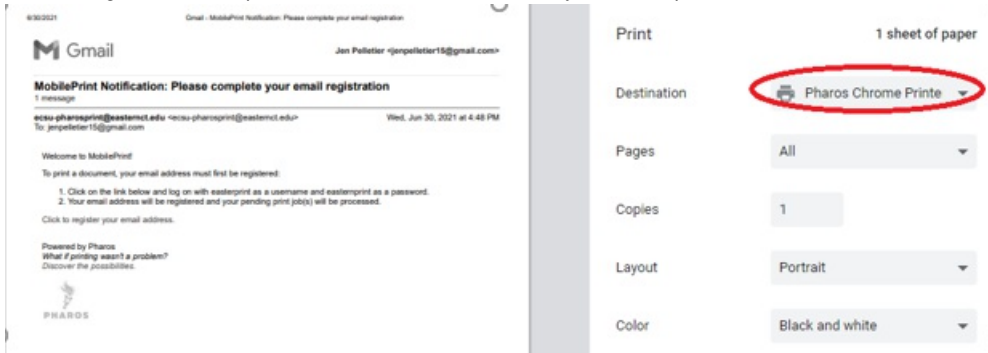 6/30/2021
Gmail - MobilePrint Notification: Please complete your email registration
Gmail
Jen Pelletier <jenpelletier15@gmail.com>
MobilePrint Notification: Please complete your email registration
1 message
ecsu-pharosprint@easternct.edu <ecsu-pharosprint@easternct.edu>
Wed, Jun 30, 2021 at 4:48 PM
To: jenpelletier15@gmail.com
Welcome to MobilePrint!
To print a document, your email address must first be registered:
1. Click on the link below and log on with easterprint as a username and easternprint as a password.
2. Your email address will be registered and your pending print job(s) will be processed.
Click to register your email address.
Powered by Pharos
What if printing wasn't a problem?
Discover the possibilities.
PHAROS
Print
1 sheet of paper
Destination
Pharos Chrome Printe
Pages
All
Copies
1
Layout
Portrait
Color
Black and white